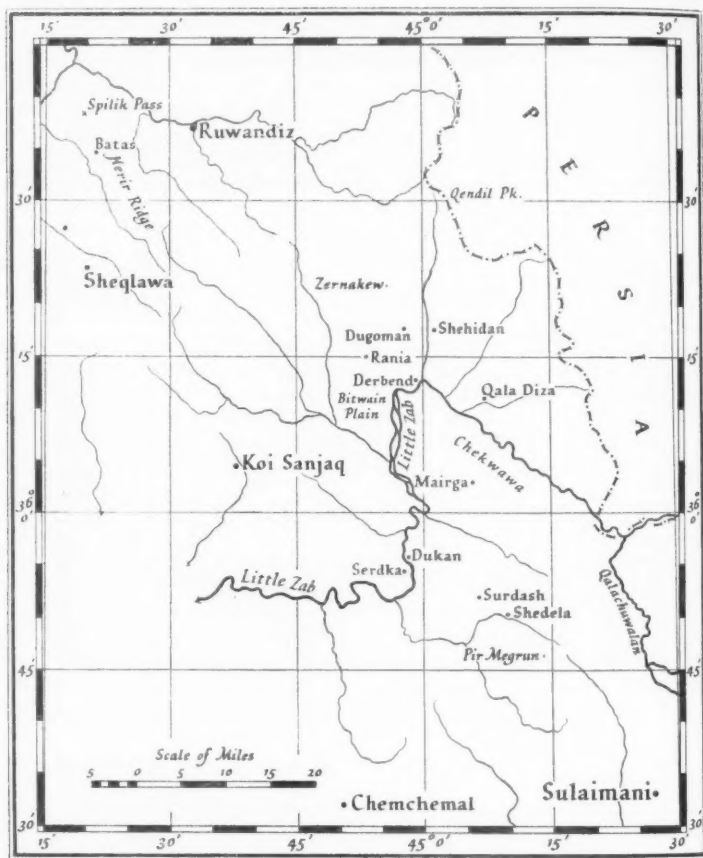 15′ 30′ 45′ 45°0′ 15′ 30′
Spilik Pass
Ruwandiz
Batas
Herir Ridge
PERSIA
Qendil Pk.
30′ 30′
Sheqlawa
Zernakew
Dugoman
Shehidan
Rania
15′ 15′
Derbend
Bitwain
Plain
Little Zab
Qala Diza
Chekwawa
Koi Sanjaq
Mairga
36°
0′
36°
0′
Dukan
Serdka
Little Zab
Surdash
Shedela
Qalachuwalan
Pir Megrun
45′ 45′
Scale of Miles
5 0 5 10 15 20
Chemchemal
Sulaimani
30′ 30′
15′ 30′ 45′ 45°0′ 15′ 30′